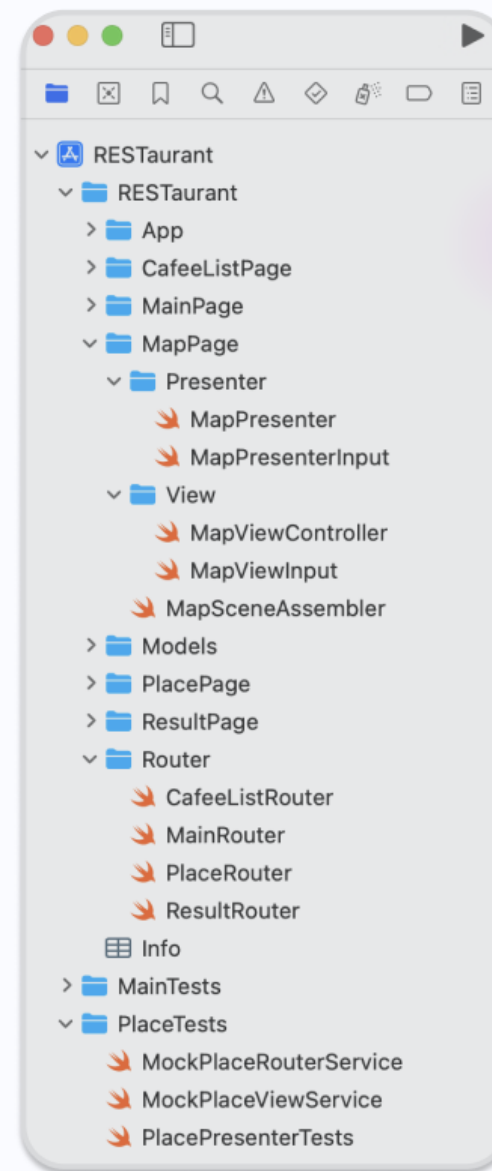 RESTaurant
RESTaurant
App
CafeeListPage
MainPage
MapPage
Presenter
MapPresenter
MapPresenterInput
View
MapViewController
MapViewInput
MapSceneAssembler
Models
PlacePage
ResultPage
Router
CafeeListRouter
MainRouter
PlaceRouter
ResultRouter
Info
MainTests
PlaceTests
MockPlaceRouterService
MockPlaceViewService
PlacePresenterTests